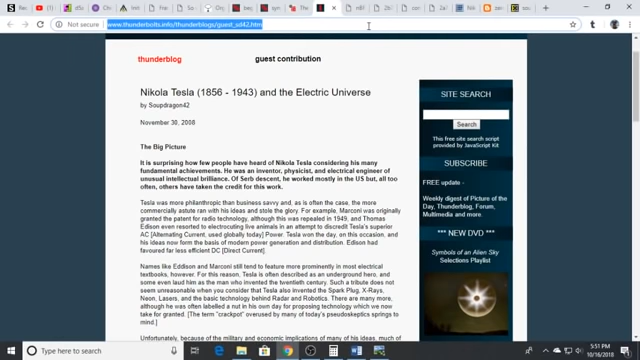 Not secure
www.thunderbolts.info/thunderblogs/guest_sd42.htm
thunderblog
guest contribution
Nikola Tesla (1856 - 1943) and the Electric Universe
by Soupdragon42
November 30, 2008
The Big Picture
It is surprising how few people have heard of Nikola Tesla considering his many
fundamental achievements. He was an inventor, physicist, and electrical engineer of
unusual intellectual brilliance. Of Serb descent, he worked mostly in the US but, all too
often, others have taken the credit for this work.
Tesla was more philanthropic than business savvy and, as is often the case, the more
commercially astute ran with his ideas and stole the glory. For example, Marconi was originally
granted the patent for radio technology, although this was repealed in 1949, and Thomas
Edison even resorted to electrocuting live animals in an attempt to discredit Tesla's superior
AC [Alternating Current, used globally today] Power. Tesla won the day, on this occasion, and
his ideas now form the basis of modern power generation and distribution. Edison had
favoured far less efficient DC [Direct Current].
Names like Eddison and Marconi still tend to feature more prominently in most electrical
textbooks, however. For this reason, Tesla is often described as an underground hero, and
some even laud him as the man who invented the twentieth century. Such a tribute does not
seem unreasonable when you consider that Tesla also invented the Spark Plug, X-Rays,
Neon, Lasers, and the basic technology behind Radar and Robotics. There are many more,
although he was often labelled a nut in his own day for proposing technology which we now
take for granted. [The term "crackpot" overused by many of today's pseudoskeptics springs to
mind.]
Unfortunately, because of the military and economic implications of many of his ideas, much of
SITE SEARCH
Search
This free site search script
provided by JavaScript Kit
SUBSCRIBE
FREE update -
Weekly digest of Picture of the
Day, Thunderblog, Forum,
Multimedia and more.
*** NEW DVD
Symbols of an Alien Sky
Selections Playlist
Type here to search
5:51 PM
10/16/2018